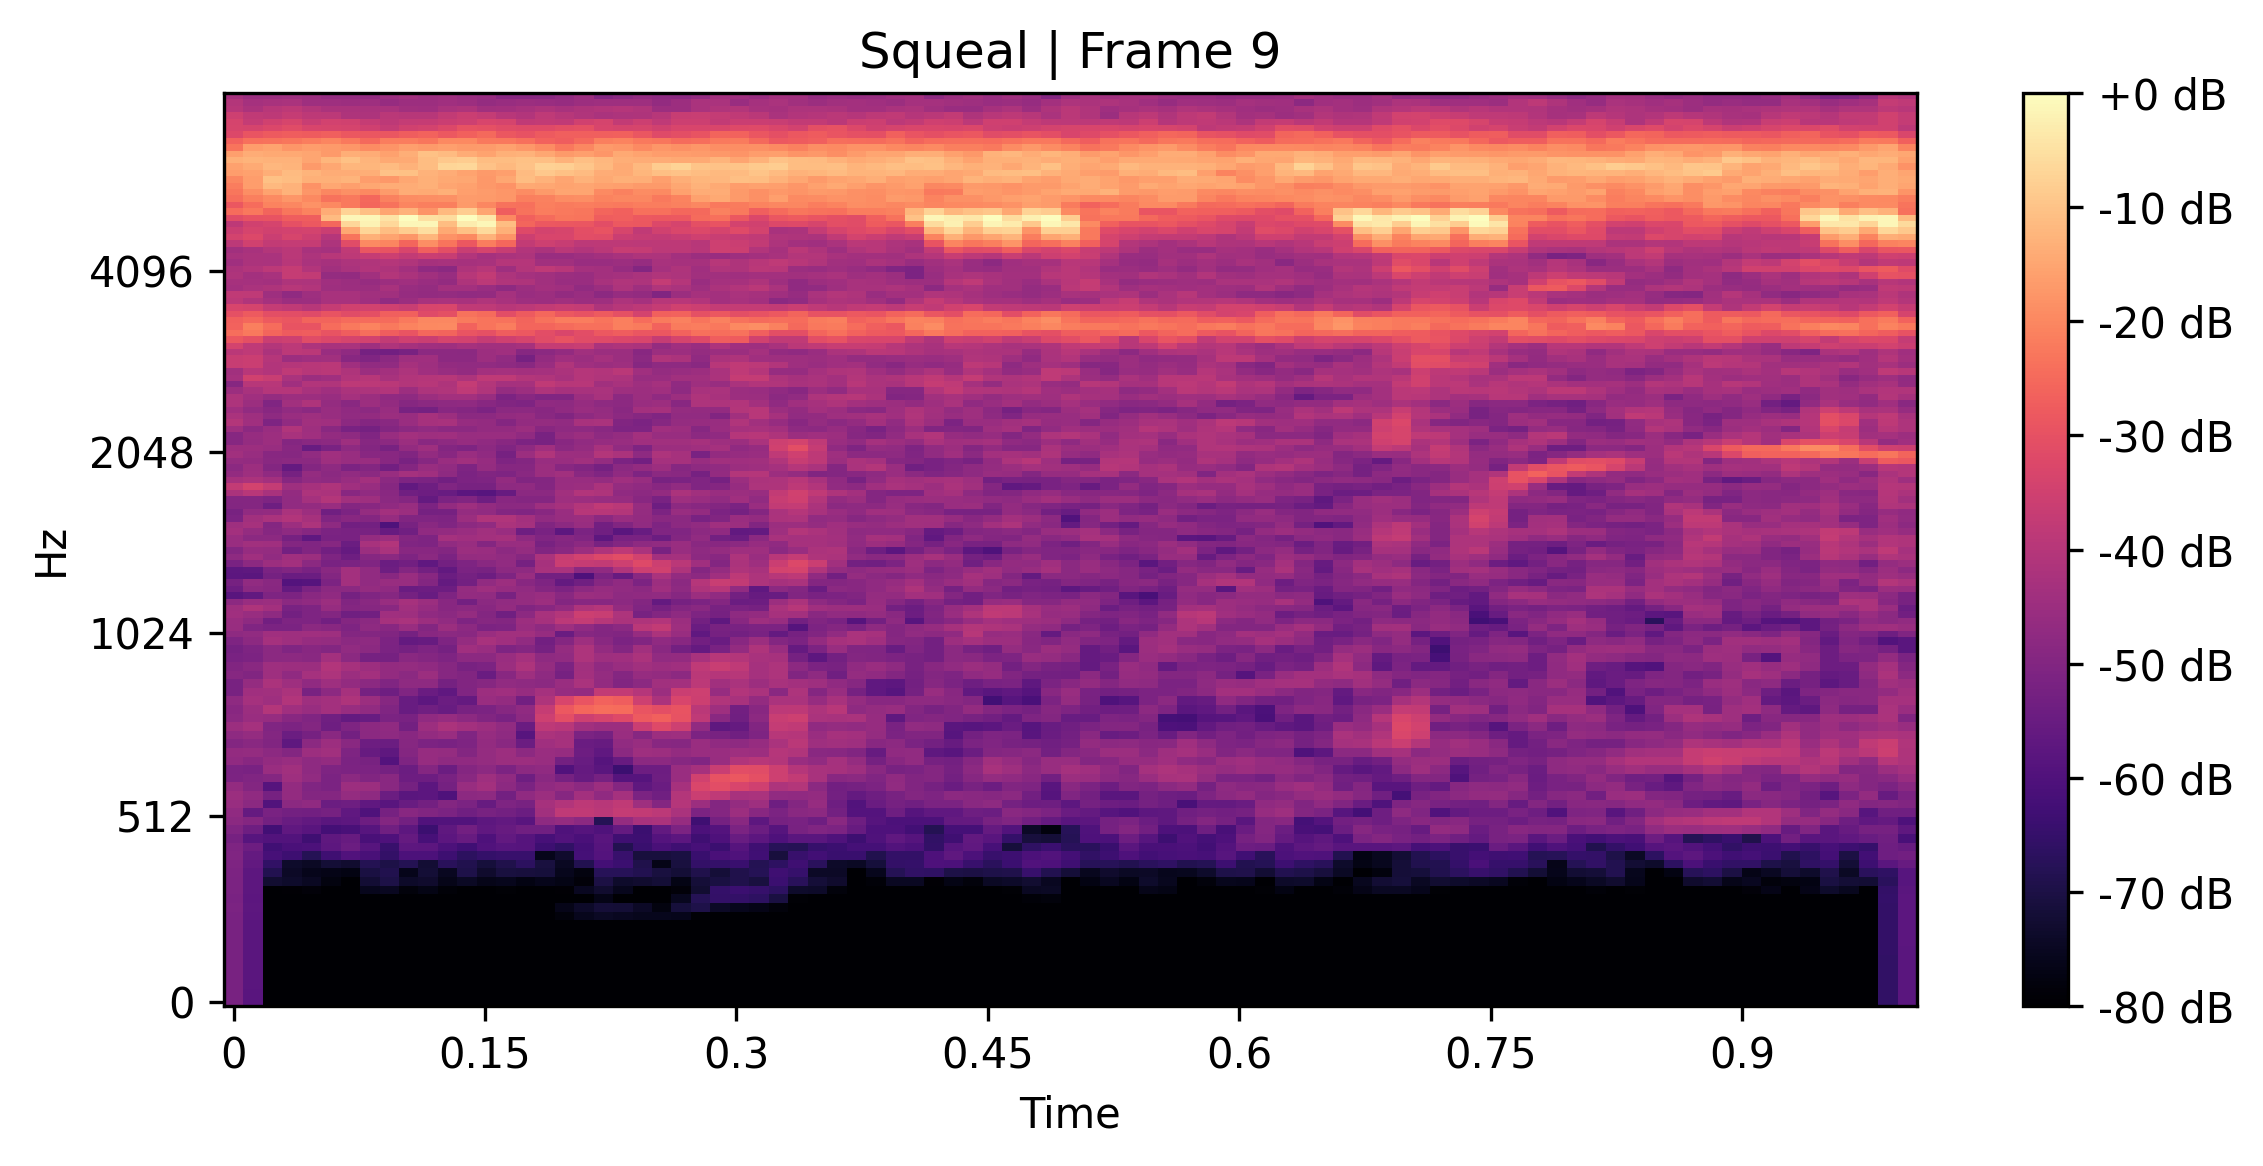 Squeal | Frame 9
+0 dB
-10 dB
-20 dB
-30 dB
-40 dB
-50 dB
-60 dB
-70 dB
-80 dB
Hz
4096
2048
1024
512
0
0 0.15 0.3 0.45 0.6 0.75 0.9
Time